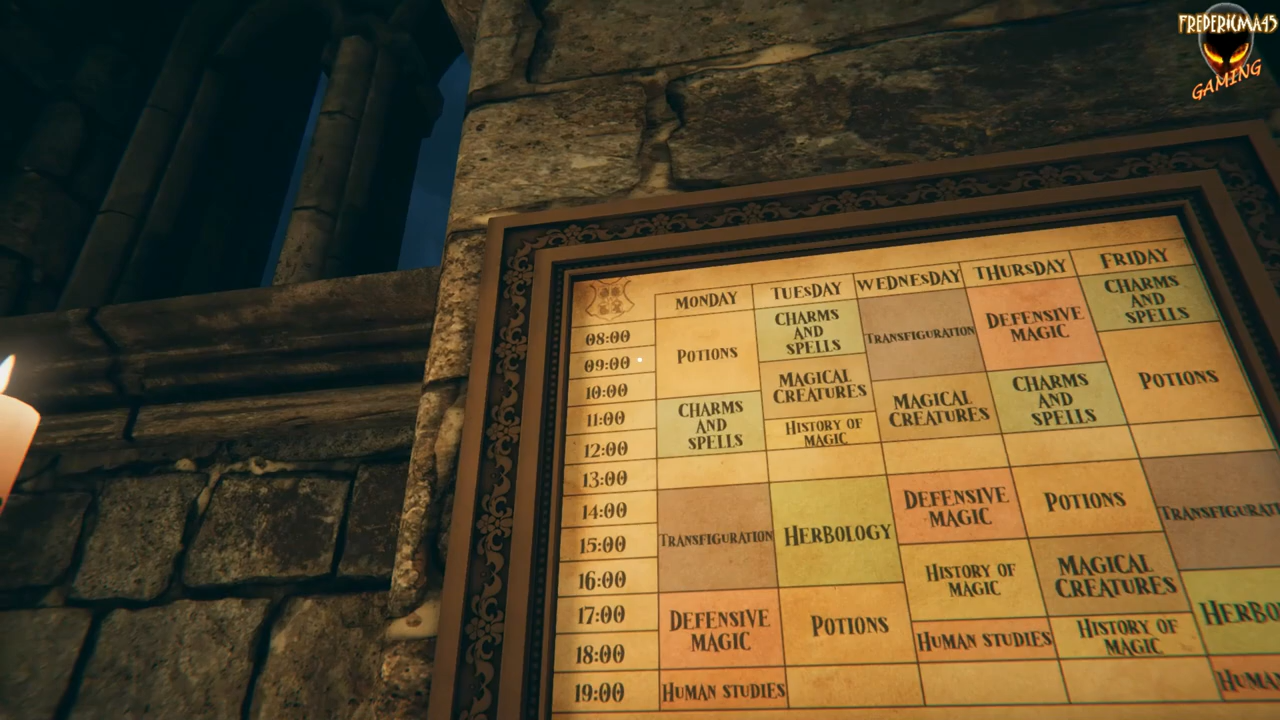 FREDERICMA45
GAMING
MONDAY TUESDAY WEDNESDAY THURSDAY FRIDAY
08:00
09:00
10:00
11:00
12:00
13:00
14:00
15:00
16:00
17:00
18:00
19:00
POTIONS
CHARMS
AND
SPELLS
TRANSFIGURATION
DEFENSIVE
MAGIC
HUMAN STUDIES
CHARMS
AND
SPELLS
MAGICAL
CREATURES
HISTORY OF
MAGIC
HERBOLOGY
POTIONS
TRANSFIGURATION
MAGICAL
CREATURES
DEFENSIVE
MAGIC
HISTORY OF
MAGIC
HUMAN STUDIES
DEFENSIVE
MAGIC
CHARMS
AND
SPELLS
POTIONS
MAGICAL
CREATURES
HISTORY OF
MAGIC
CHARMS
AND
SPELLS
POTIONS